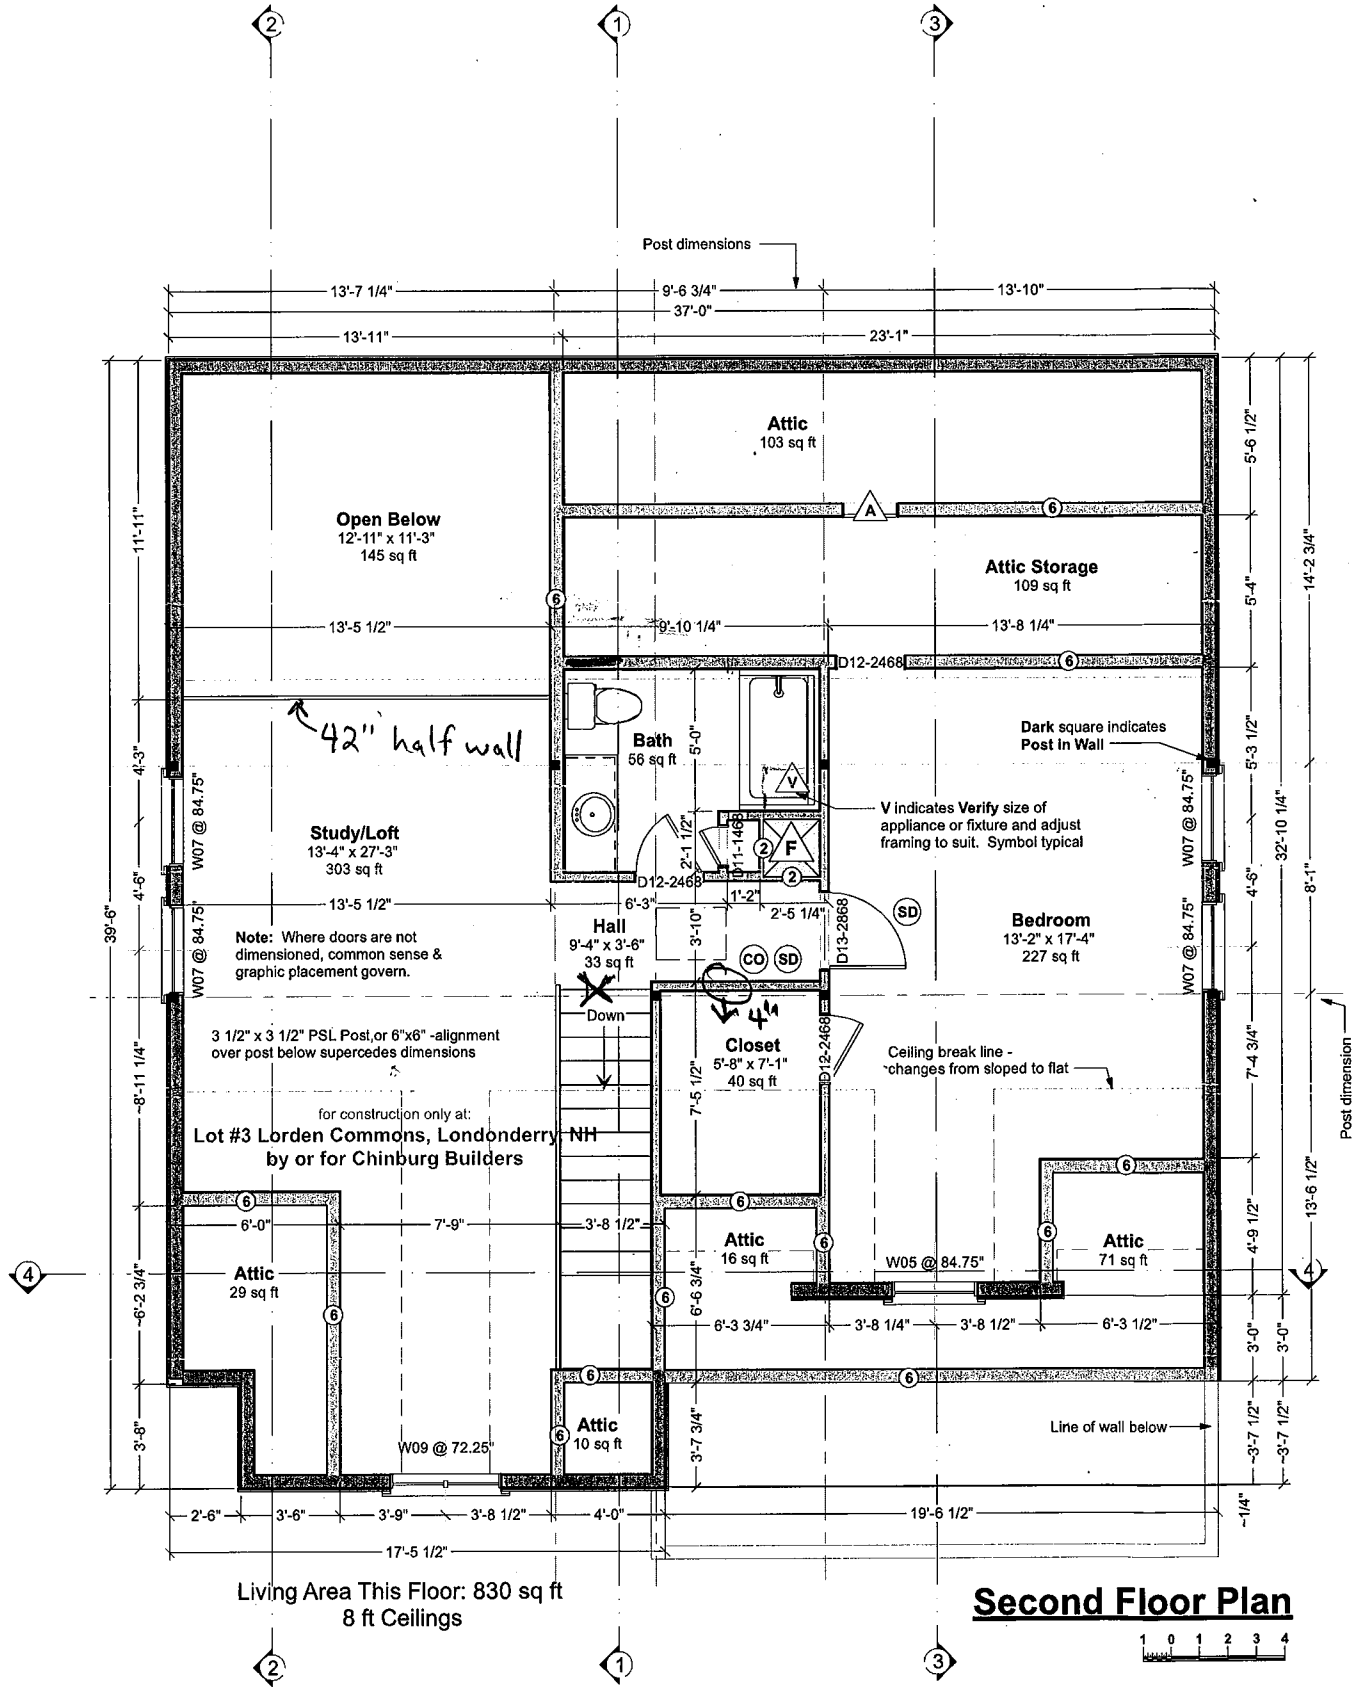 2
1
3
Post dimensions
13'-7 1/4"
9'-6 3/4"
13'-10"
37'-0"
13'-11"
23'-1"
Attic
103 sq ft
A
6
Open Below
12'-11" x 11'-3"
145 sq ft
Attic Storage
109 sq ft
6
13'-5 1/2"
9'-10 1/4"
13'-8 1/4"
D12-2468
6
42" half wall
Bath
56 sq ft
5'-0"
V
Dark square indicates
Post in Wall
V indicates Verify size of
appliance or fixture and adjust
framing to suit. Symbol typical
Study/Loft
13'-4" x 27'-3"
303 sq ft
2'-1 1/2"
D11-1468
2
F
2
D12-2468
1'-2"
13'-5 1/2"
6'-3"
2'-5 1/4"
D13-2868
SD
Note: Where doors are not
dimensioned, common sense &
graphic placement govern.
Hall
9'-4" x 3'-6"
33 sq ft
3'-10"
CO
SD
Bedroom
13'-2" x 17'-4"
227 sq ft
Down
4"
3 1/2" x 3 1/2" PSL Post,or 6"x6" -alignment
over post below supercedes dimensions
Closet
5'-8" x 7'-1"
40 sq ft
D12-2468
7'-5 1/2"
Ceiling break line -
changes from sloped to flat
for construction only at:
Lot #3 Lorden Commons, Londonderry, NH
by or for Chinburg Builders
6
6
6
6'-0"
7'-9"
3'-8 1/2"
Attic
29 sq ft
6
Attic
16 sq ft
6
6
W05 @ 84.75"
6
Attic
71 sq ft
6'-6 3/4"
6'-3 3/4"
3'-8 1/4"
3'-8 1/2"
6'-3 1/2"
6
6
Attic
10 sq ft
6
3'-7 3/4"
W09 @ 72.25"
Line of wall below
2'-6"
3'-6"
3'-9"
3'-8 1/2"
4'-0"
19'-6 1/2"
17'-5 1/2"
39'-6"
11'-11"
4'-3"
4'-6"
~8'-11 1/4"
~6'-2 3/4"
3'-8"
W07 @ 84.75"
W07 @ 84.75"
W07 @ 84.75"
W07 @ 84.75"
5'-6 1/2"
5'-4"
5'-3 1/2"
4'-6"
7'-4 3/4"
4'-9 1/2"
3'-0"
~3'-7 1/2"
~1/4"
32'-10 1/4"
3'-0"
~3'-7 1/2"
14'-2 3/4"
8'-1"
13'-6 1/2"
Post dimension
4
4
Living Area This Floor: 830 sq ft
8 ft Ceilings
Second Floor Plan
1 0 1 2 3 4
2
1
3